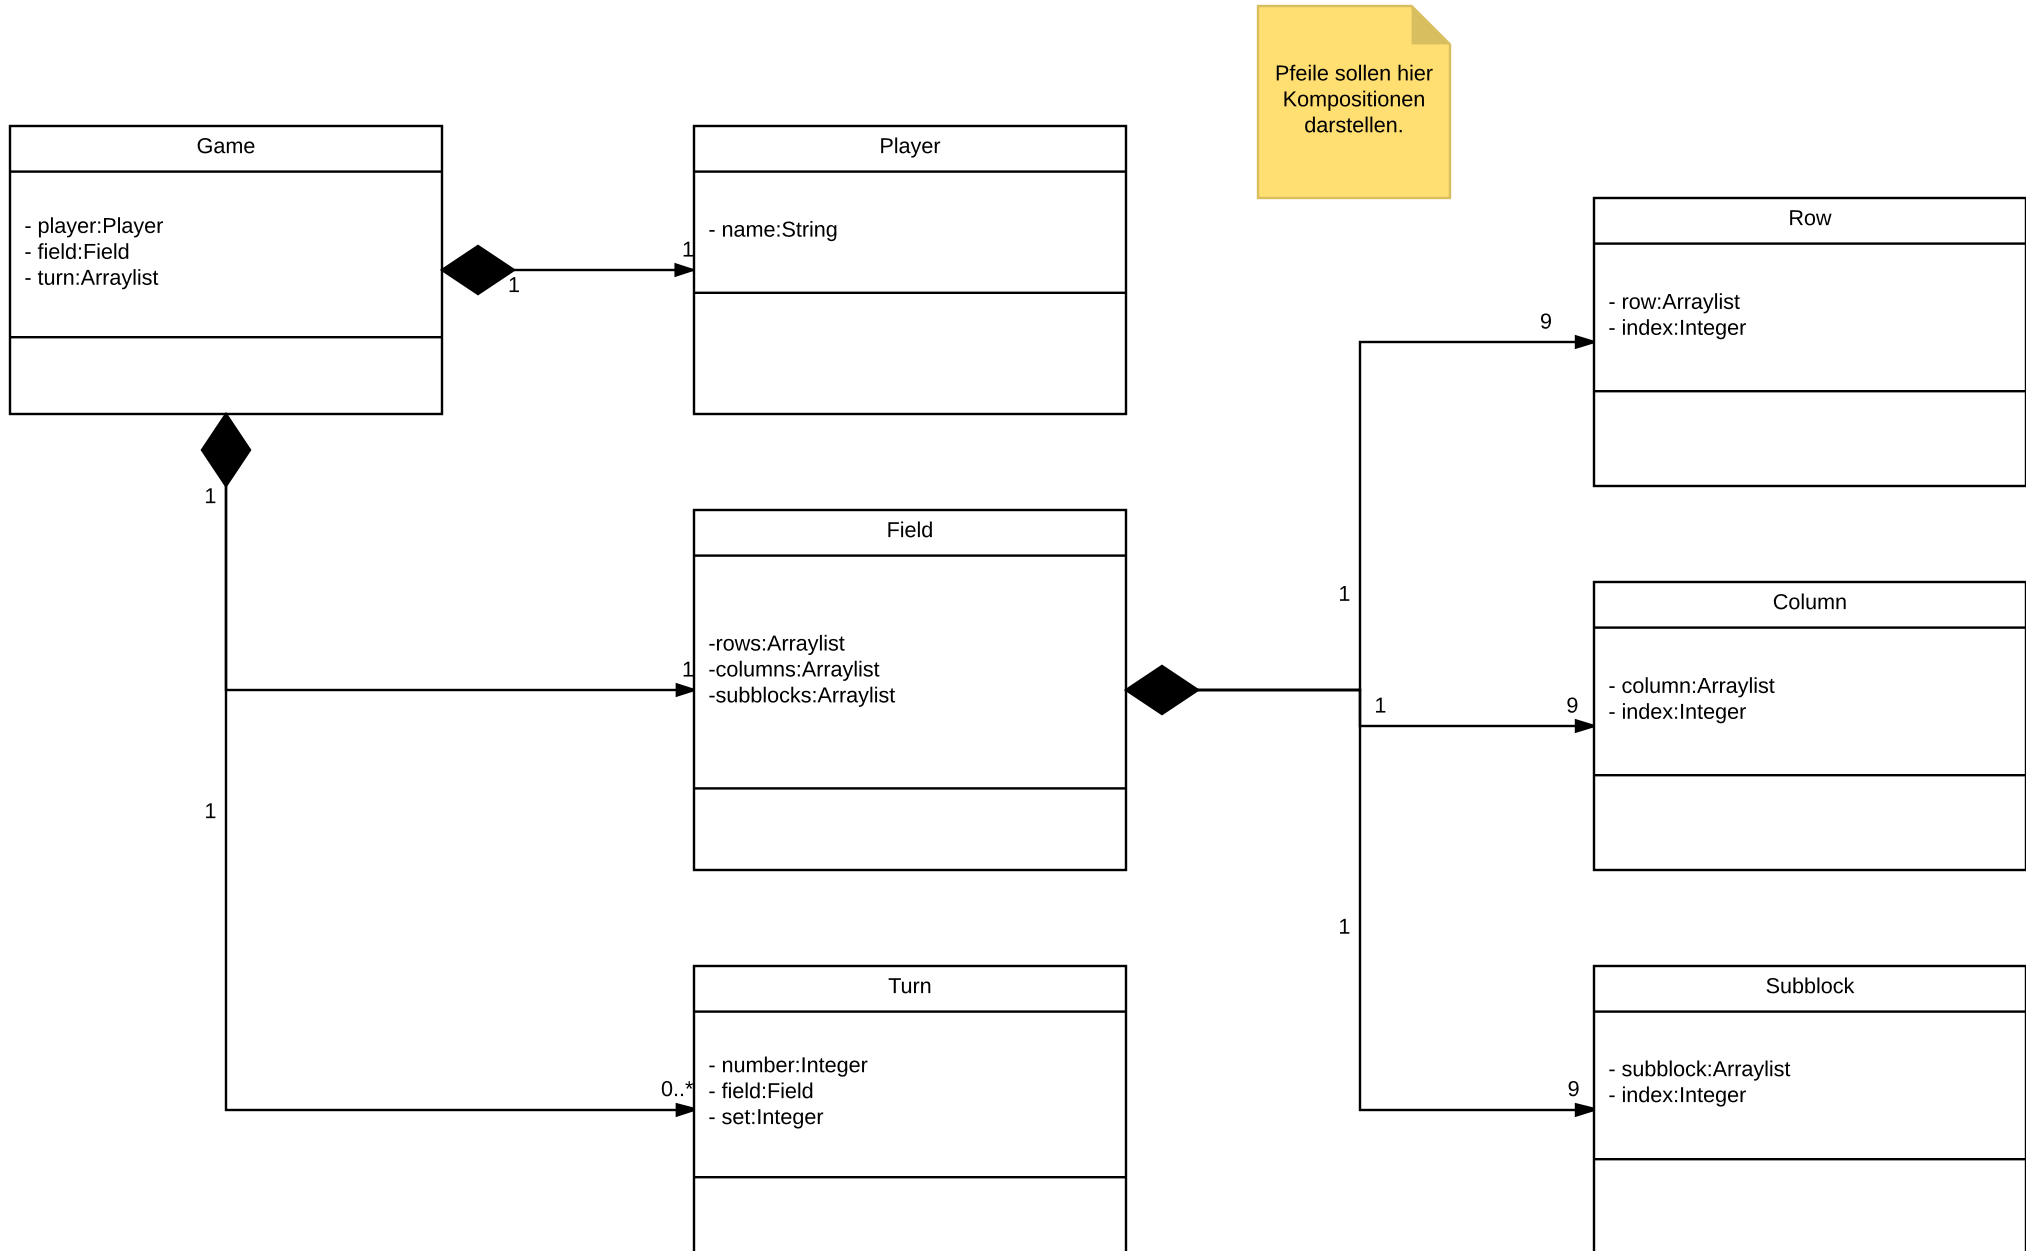 Pfeile sollen hier
Kompositionen
darstellen.
Game
- player:Player
- field:Field
- turn:Arraylist
1
1
Player
- name:String
1
1
Field
-rows:Arraylist
-columns:Arraylist
-subblocks:Arraylist
1
0..*
Turn
- number:Integer
- field:Field
- set:Integer
1
9
Row
- row:Arraylist
- index:Integer
1
9
Column
- column:Arraylist
- index:Integer
1
9
Subblock
- subblock:Arraylist
- index:Integer